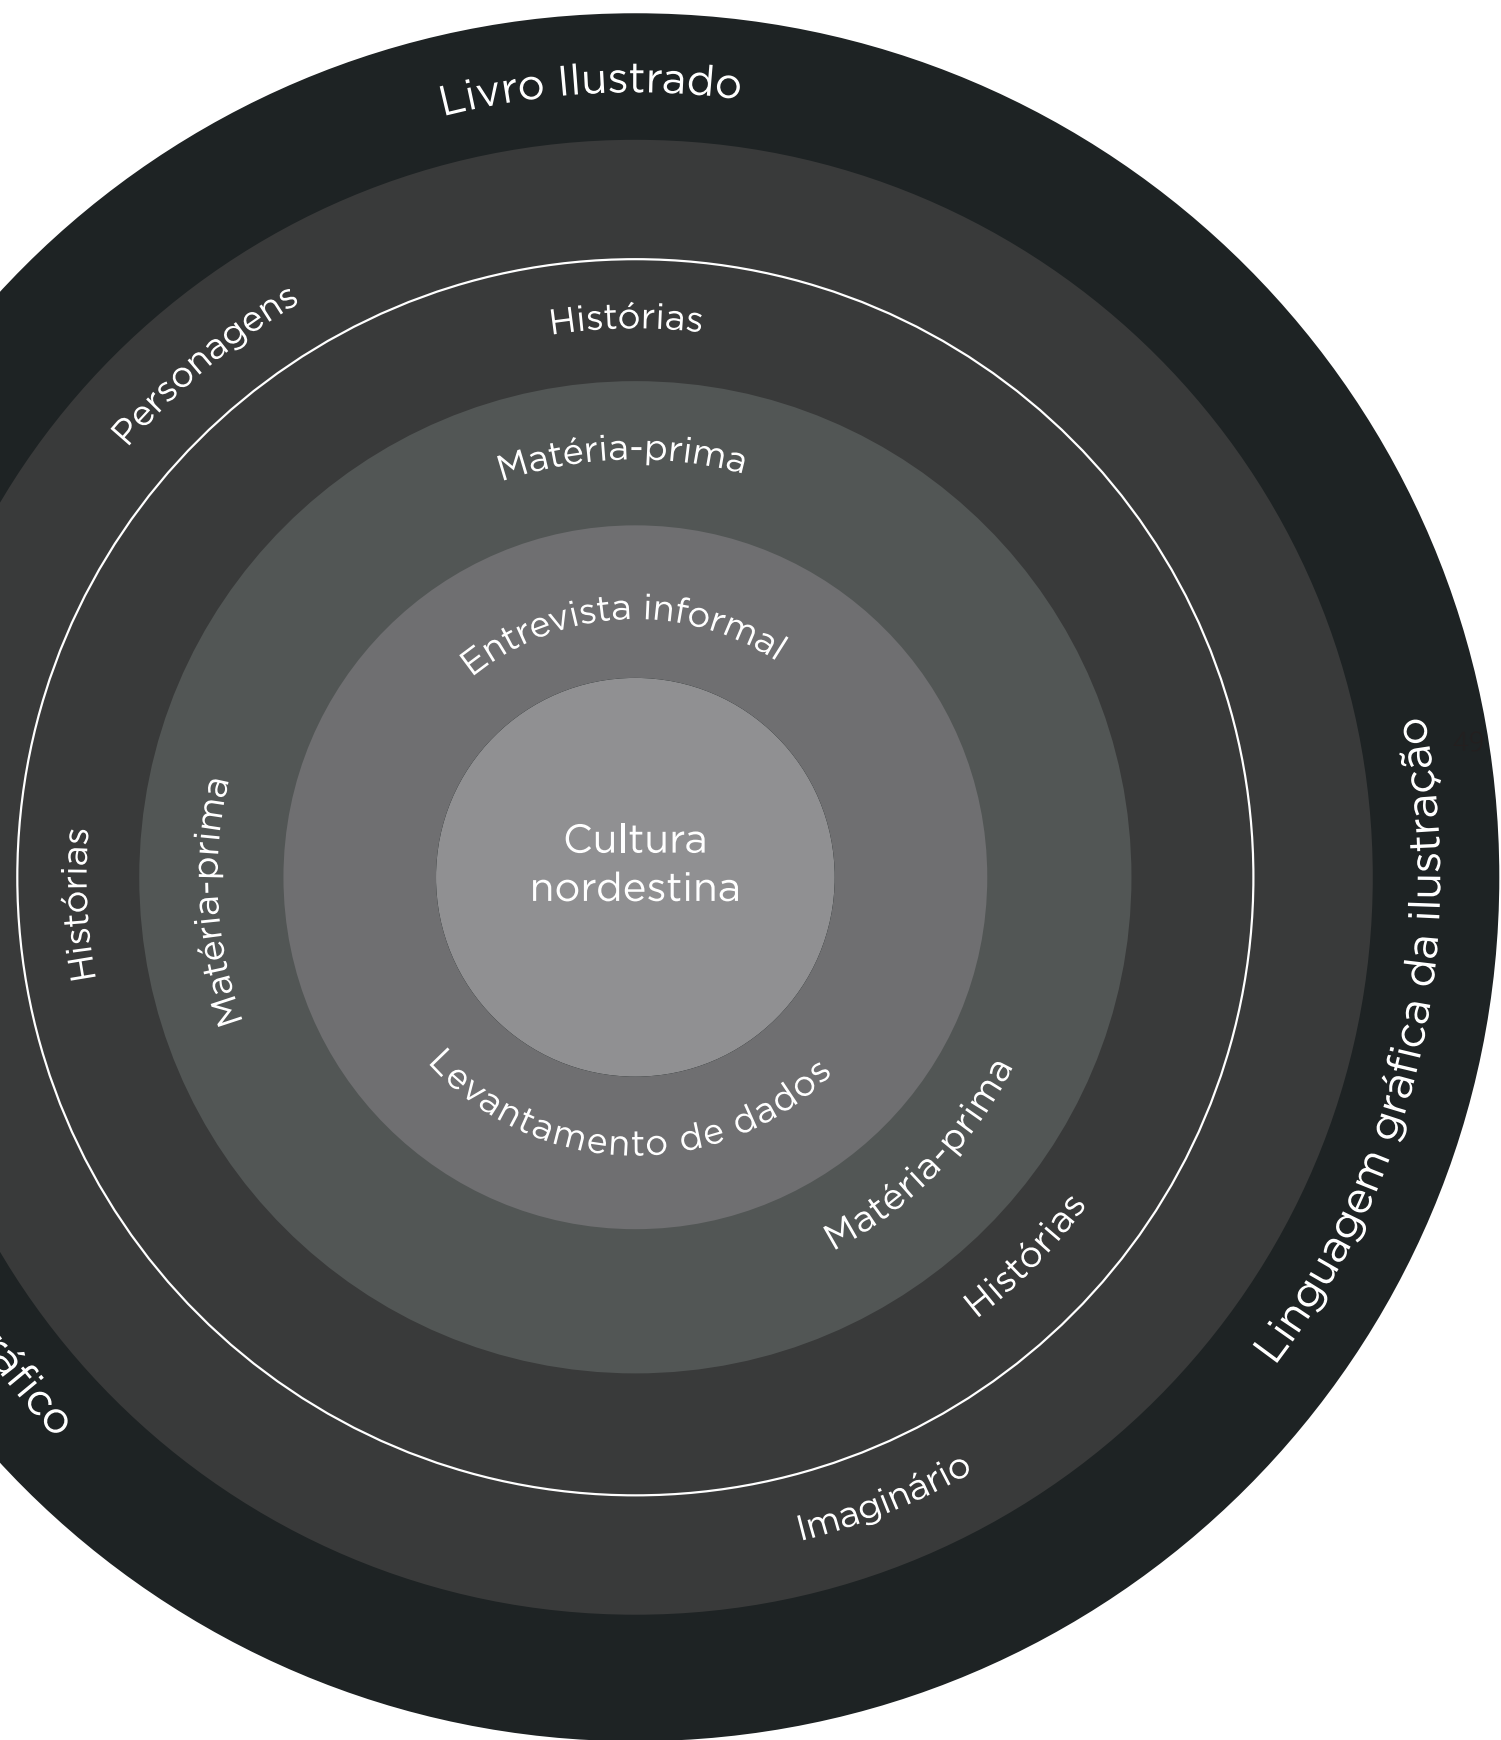 Livro Ilustrado
Personagens
Histórias
Matéria-prima
Entrevista informal
Cultura
nordestina
Histórias
Matéria-prima
Levantamento de dados
Matéria-prima
Histórias
Linguagem gráfica da ilustração
Imaginário